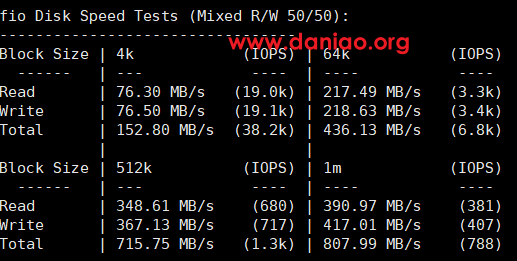 fio Disk Speed Tests (Mixed R/W 50/50):
---------------------------------
www.daniao.org
Block Size | 4k            (IOPS) | 64k           (IOPS)
  ------   | ---            ----  | ----           ----
Read       | 76.30 MB/s   (19.0k) | 217.49 MB/s   (3.3k)
Write      | 76.50 MB/s   (19.1k) | 218.63 MB/s   (3.4k)
Total      | 152.80 MB/s  (38.2k) | 436.13 MB/s   (6.8k)
           |                      |
Block Size | 512k          (IOPS) | 1m            (IOPS)
  ------   | ---            ----  | ----           ----
Read       | 348.61 MB/s    (680) | 390.97 MB/s    (381)
Write      | 367.13 MB/s    (717) | 417.01 MB/s    (407)
Total      | 715.75 MB/s   (1.3k) | 807.99 MB/s    (788)